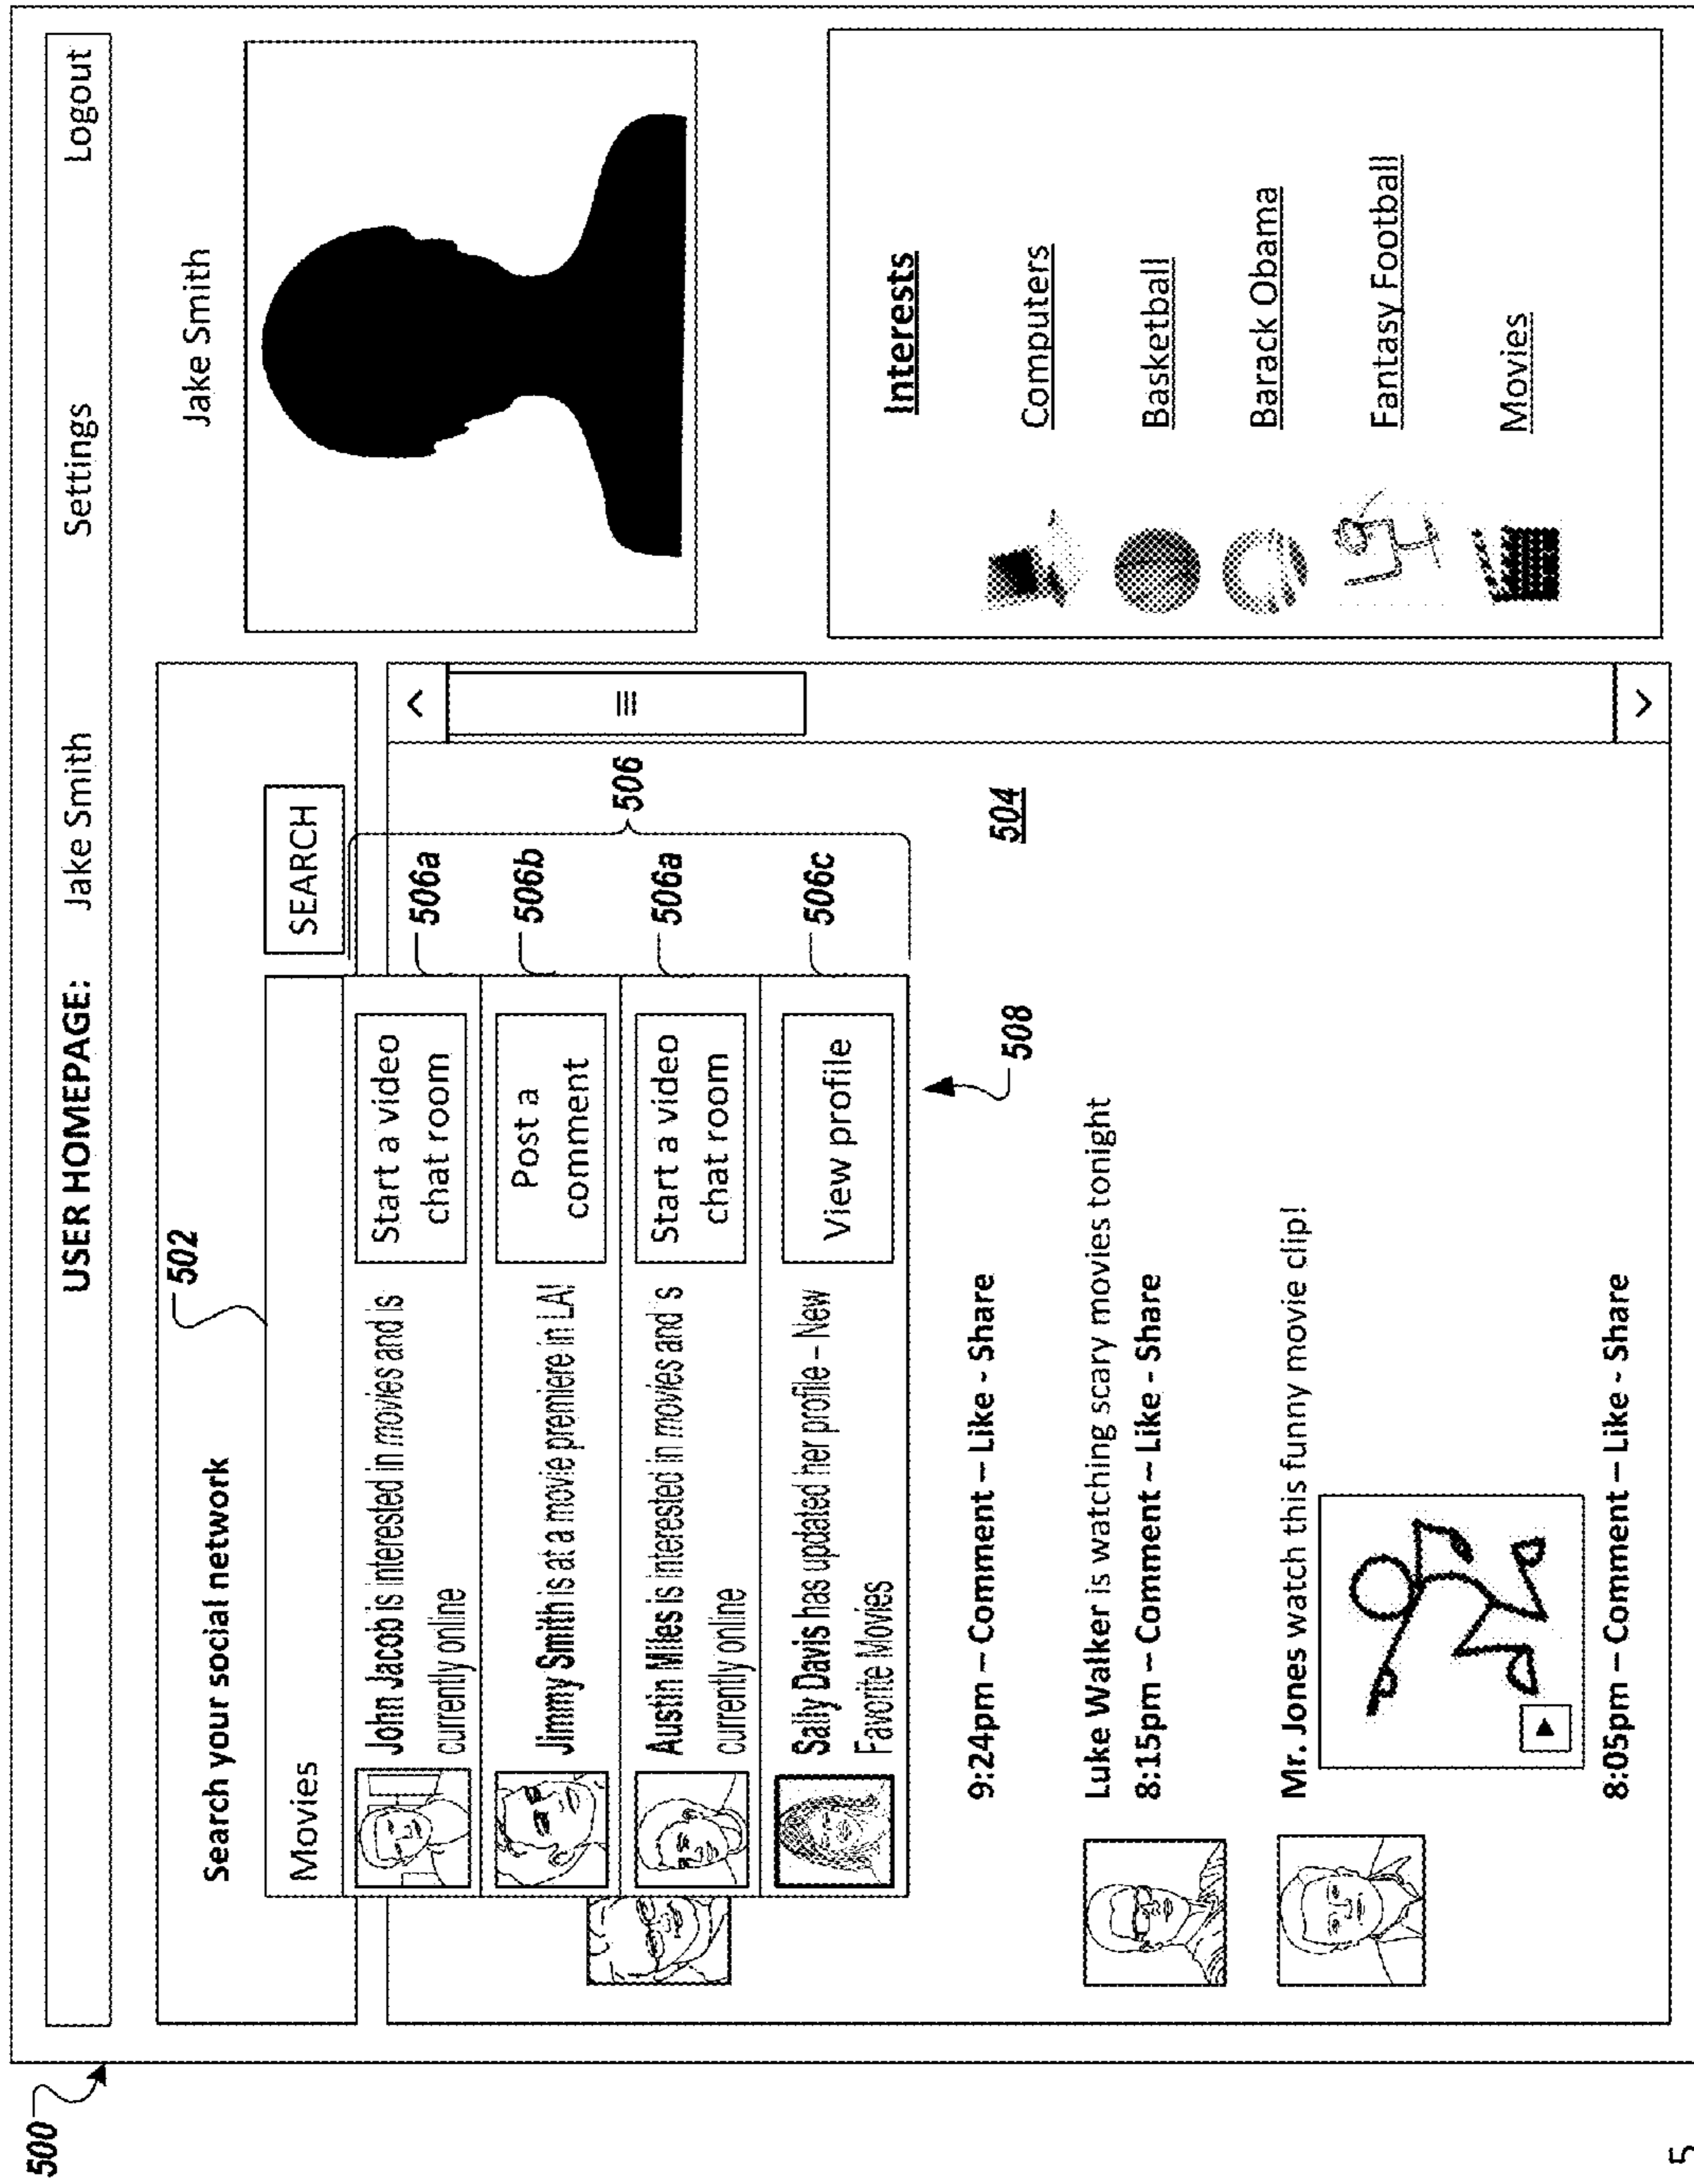 500
USER HOMEPAGE: Jake Smith Settings Logout
Search your social network
502
Movies
SEARCH
John Jacob is interested in movies and is
currently online
Start a video
chat room
506a
Jimmy Smith is at a movie premiere in LA!
Post a
comment
506b
506
Austin Miles is interested in movies and s
currently online
Start a video
chat room
506a
Sally Davis has updated her profile – New
Favorite Movies
View profile
506c
508
504
9:24pm – Comment – Like - Share
Luke Walker is watching scary movies tonight
8:15pm – Comment – Like - Share
Mr. Jones watch this funny movie clip!
8:05pm – Comment – Like - Share
Jake Smith
Interests
Computers
Basketball
Barack Obama
Fantasy Football
Movies
5